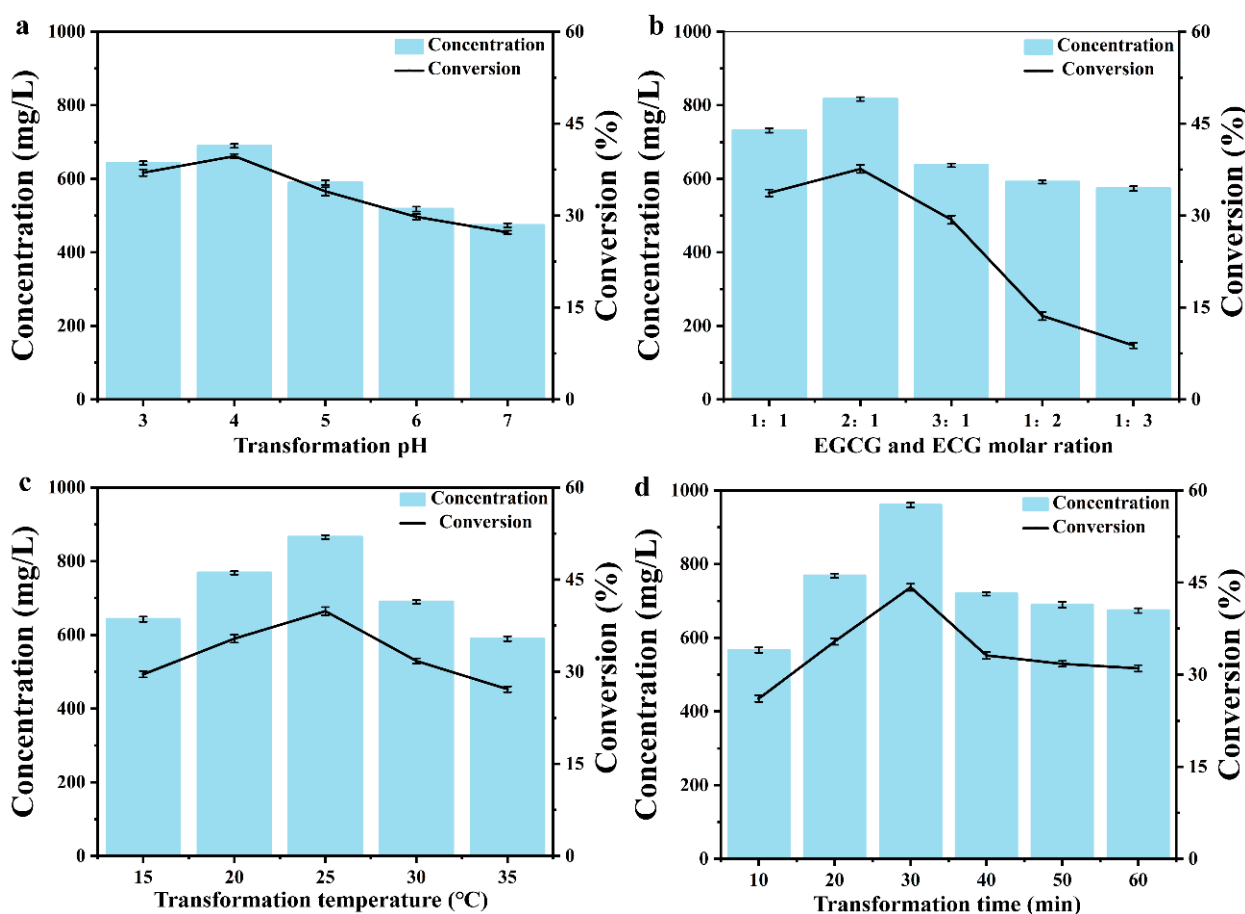 a
1000
800
600
400
200
0
Concentration (mg/L)
60
45
30
15
0
Conversion (%)
Concentration
Conversion
3 4 5 6 7
Transformation pH
b
1000
800
600
400
200
0
Concentration (mg/L)
60
45
30
15
0
Conversion (%)
Concentration
Conversion
1：1 2：1 3：1 1：2 1：3
EGCG and ECG molar ration
c
1000
800
600
400
200
0
Concentration (mg/L)
60
45
30
15
0
Conversion (%)
Concentration
Conversion
15 20 25 30 35
Transformation temperature (℃)
d
1000
800
600
400
200
0
Concentration (mg/L)
60
45
30
15
0
Conversion (%)
Concentration
Conversion
10 20 30 40 50 60
Transformation time (min)